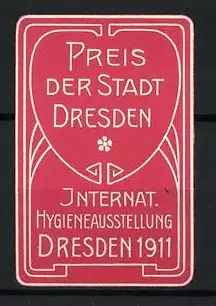 PREIS
DER STADT
DRESDEN
INTERNAT.
HYGIENEAUSSTELLUNG
DRESDEN 1911